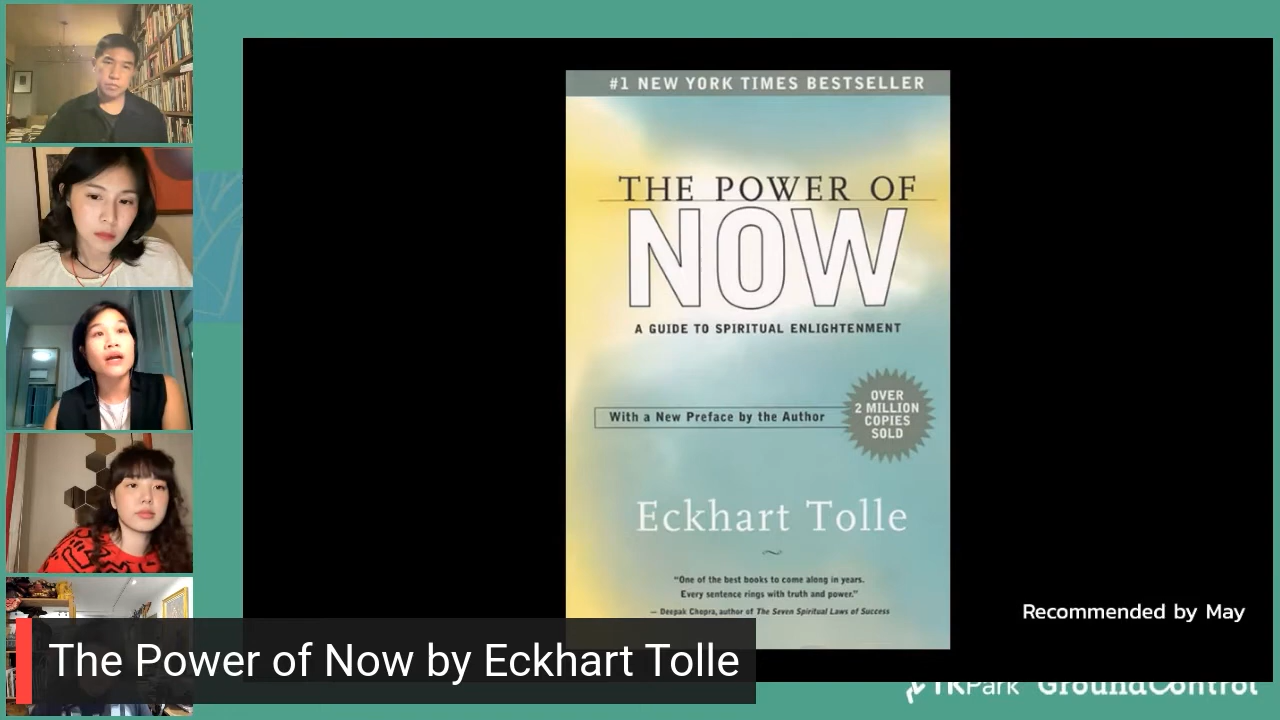 #1 NEW YORK TIMES BESTSELLER
THE POWER OF
NOW
A GUIDE TO SPIRITUAL ENLIGHTENMENT
With a New Preface by the Author
OVER
2 MILLION
COPIES
SOLD
Eckhart Tolle
"One of the best books to come along in years.
Every sentence rings with truth and power."
— Deepak Chopra, author of The Seven Spiritual Laws of Success
Recommended by May
The Power of Now by Eckhart Tolle
TKPark GroundControl